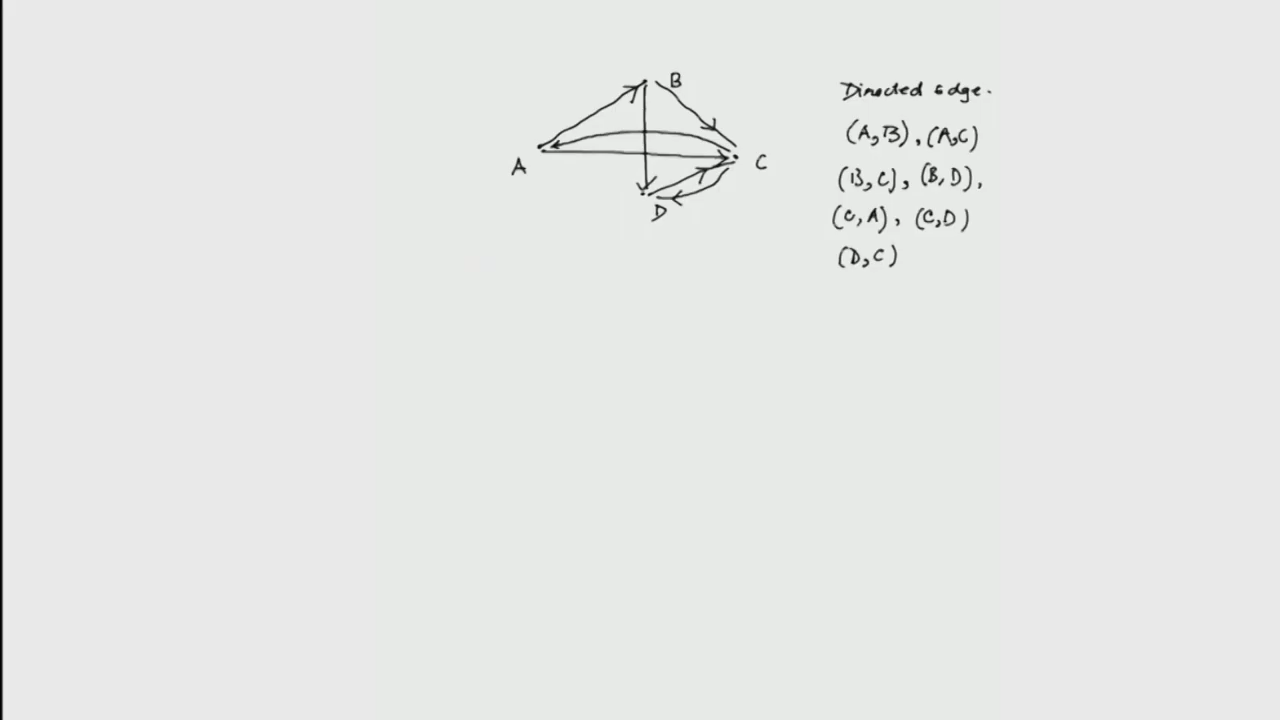 B
A
C
D
Directed edge.
(A,B), (A,C)
(B,C), (B,D),
(C,A), (C,D)
(D,C)